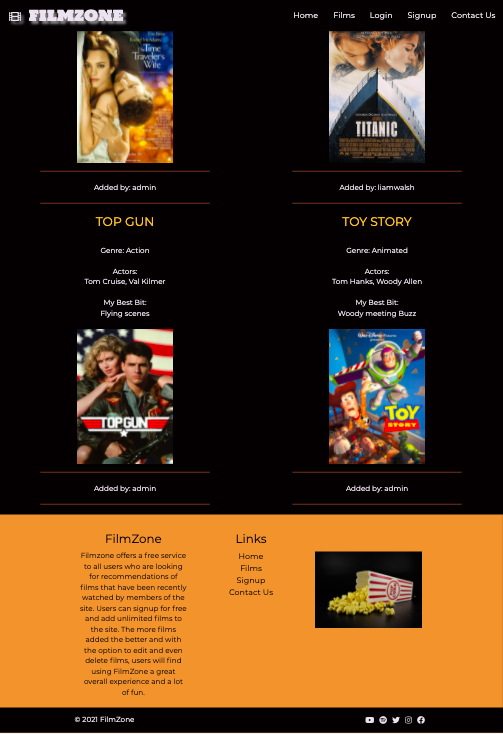 FILMZONE
Home Films Login Signup Contact Us
The Time
Traveler's
Wife
TITANIC
Added by: admin
Added by: liamwalsh
TOP GUN
TOY STORY
Genre: Action
Genre: Animated
Actors:
Tom Cruise, Val Kilmer
Actors:
Tom Hanks, Woody Allen
My Best Bit:
Flying scenes
My Best Bit:
Woody meeting Buzz
TOP GUN
TOY
STORY
Added by: admin
Added by: admin
FilmZone
Filmzone offers a free service
to all users who are looking
for recommendations of
films that have been recently
watched by members of the
site. Users can signup for free
and add unlimited films to
the site. The more films
added the better and with
the option to edit and even
delete films, users will find
using FilmZone a great
overall experience and a lot
of fun.
Links
Home
Films
Signup
Contact Us
© 2021 FilmZone